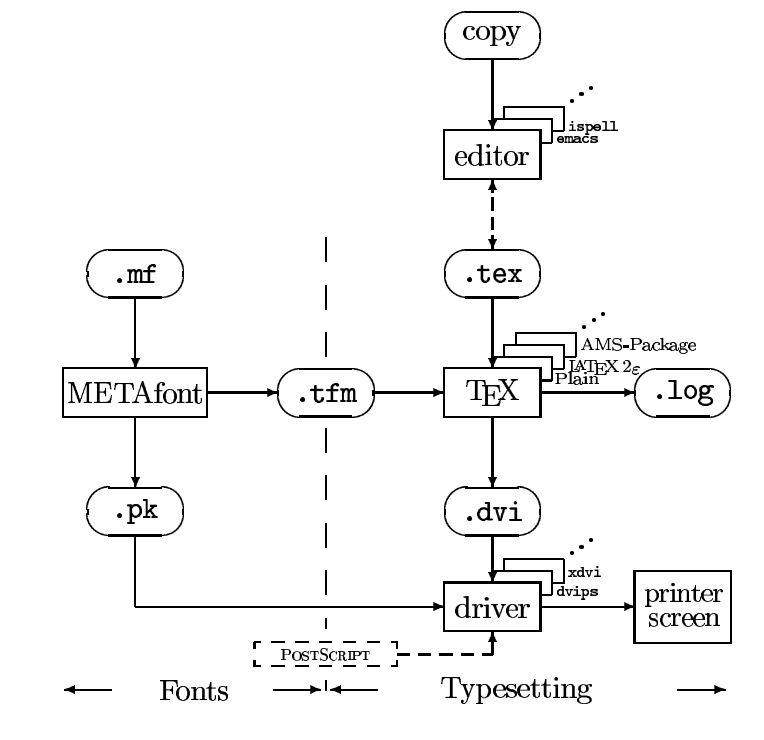 copy
ispell
emacs
editor
.mf
.tex
AMS-Package
LATEX 2ε
Plain
METAfont
.tfm
TEX
.log
.pk
.dvi
xdvi
dvips
driver
printer
screen
POSTSCRIPT
Fonts
Typesetting